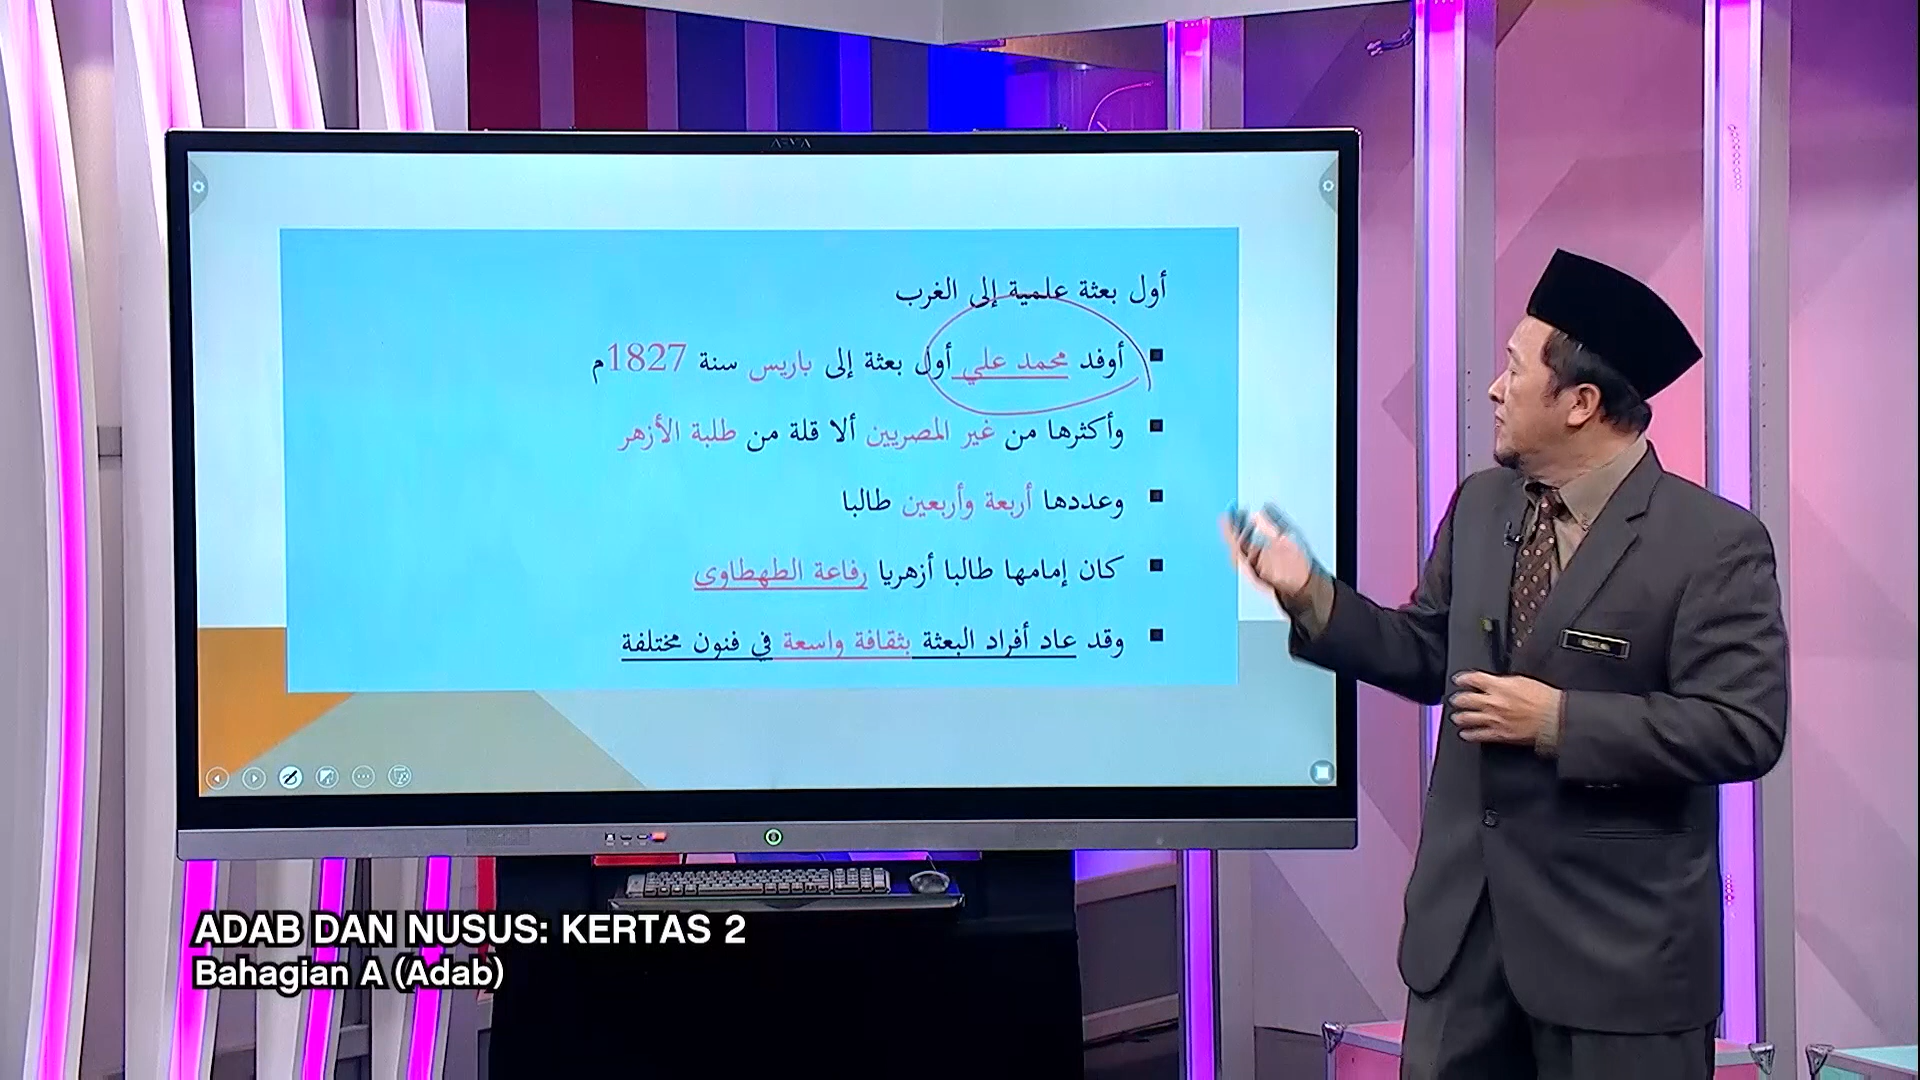 أول بعثة علمية إلى الغرب
أوفد محمد علي أول بعثة إلى باريس سنة 1827م
وأكثرها من غير المصريين ألا قلة من طلبة الأزهر
وعددها أربعة وأربعين طالبا
كان إمامها طالبا أزهريا رفاعة الطهطاوي
وقد عاد أفراد البعثة بثقافة واسعة في فنون مختلفة
ADAB DAN NUSUS: KERTAS 2
Bahagian A (Adab)